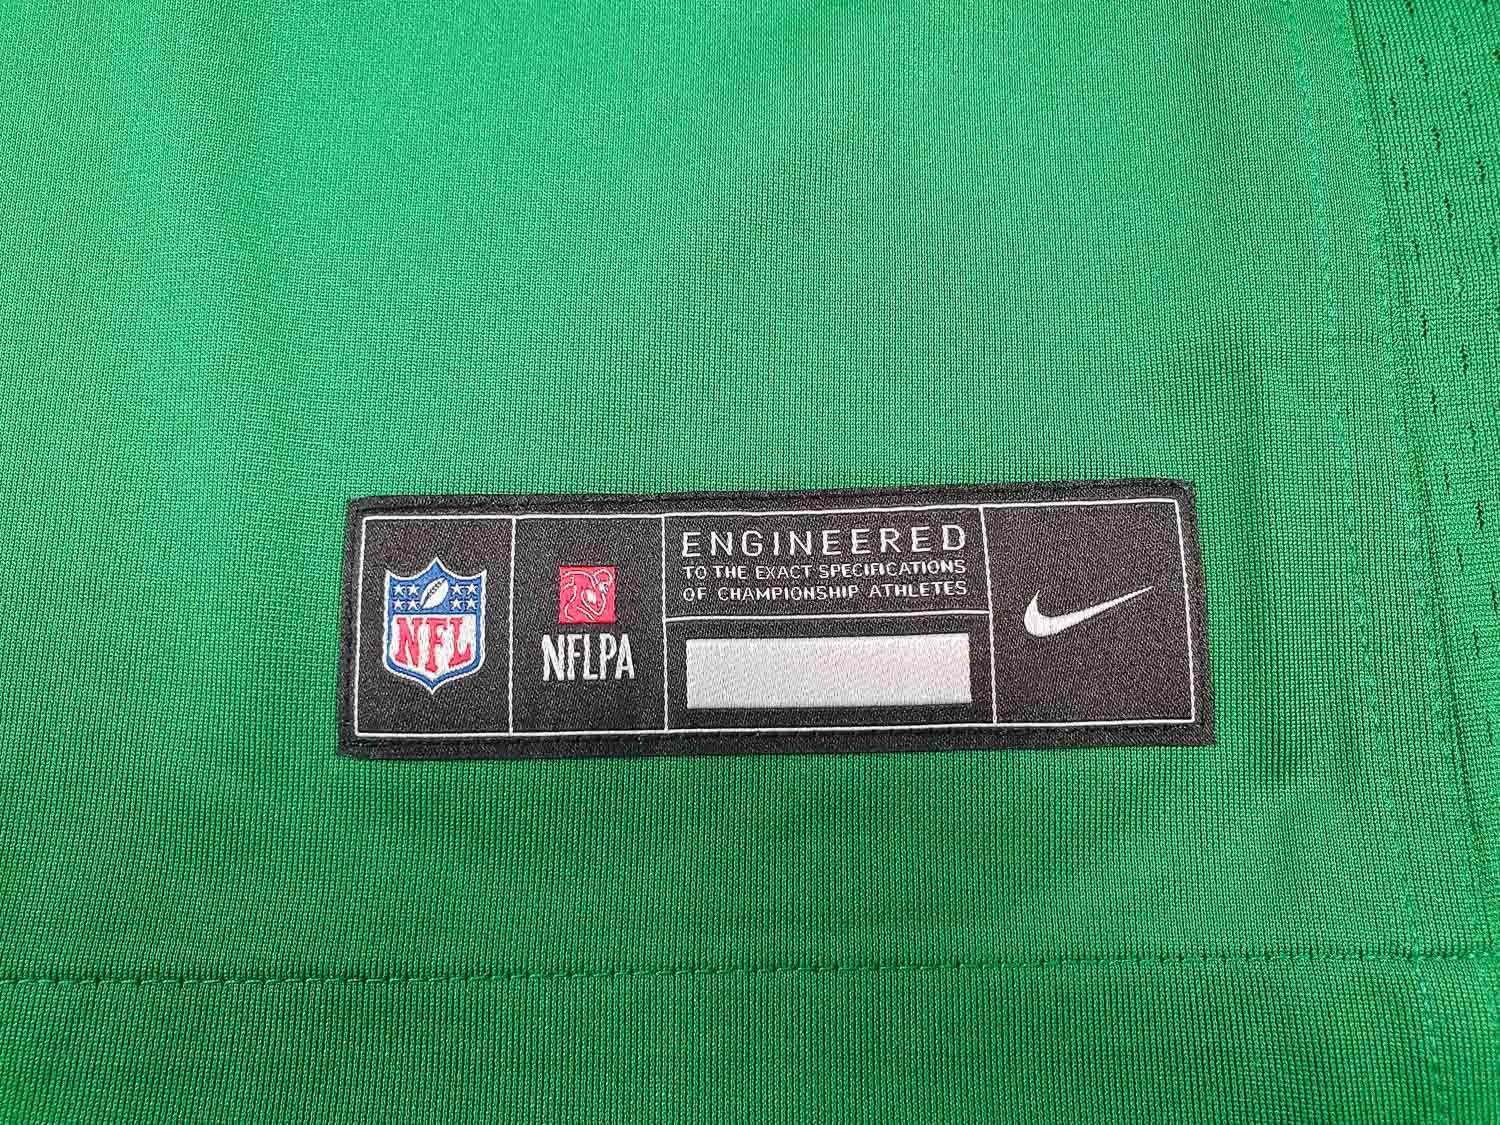 NFL
NFLPA
ENGINEERED
TO THE EXACT SPECIFICATIONS
OF CHAMPIONSHIP ATHLETES